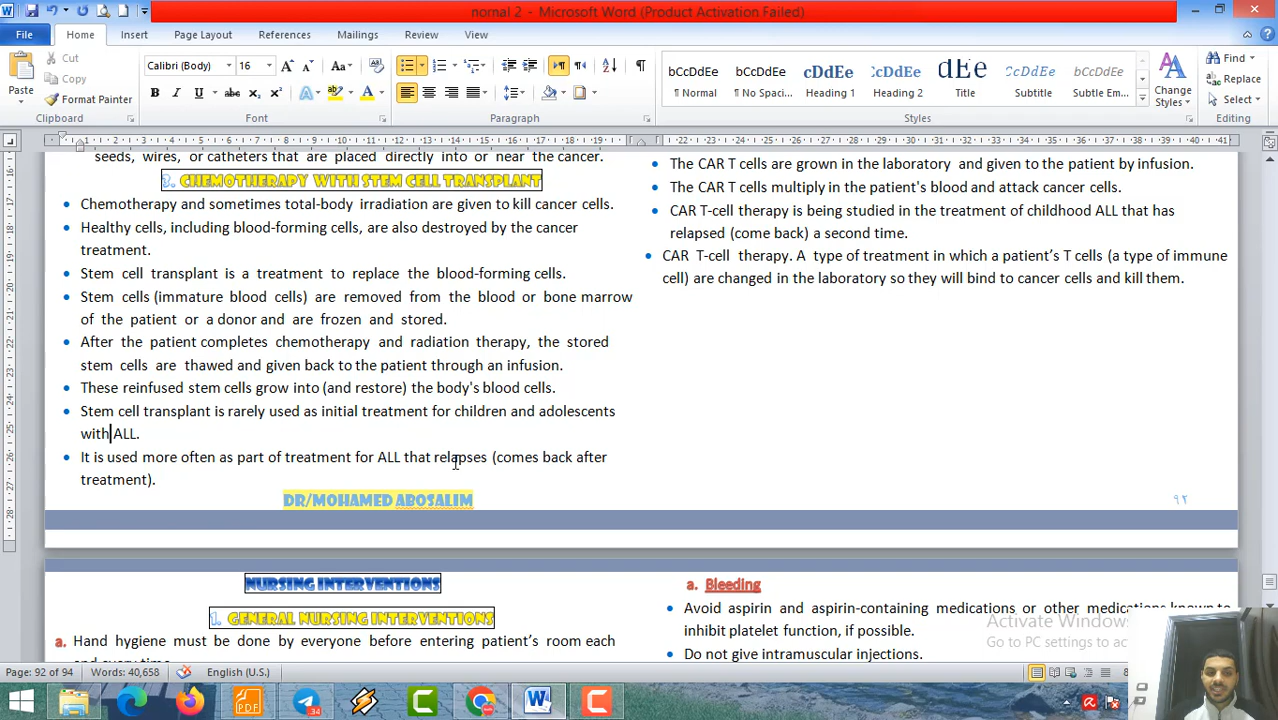 nornal 2 - Microsoft Word (Product Activation Failed)
File Home Insert Page Layout References Mailings Review View
Cut
Copy
Format Painter
Paste
Clipboard
Calibri (Body) 16
Font
Paragraph
bCcDdEe bCcDdEe cDdEe CcDdEe dEe CcDdEe bCcDdEe
¶ Normal ¶ No Spaci... Heading 1 Heading 2 Title Subtitle Subtle Em...
Styles
Change Styles
Find
Replace
Select
Editing
seeds, wires, or catheters that are placed directly into or near the cancer.
3. CHEMOTHERAPY WITH STEM CELL TRANSPLANT
Chemotherapy and sometimes total-body irradiation are given to kill cancer cells.
Healthy cells, including blood-forming cells, are also destroyed by the cancer
treatment.
Stem cell transplant is a treatment to replace the blood-forming cells.
Stem cells (immature blood cells) are removed from the blood or bone marrow
of the patient or a donor and are frozen and stored.
After the patient completes chemotherapy and radiation therapy, the stored
stem cells are thawed and given back to the patient through an infusion.
These reinfused stem cells grow into (and restore) the body's blood cells.
Stem cell transplant is rarely used as initial treatment for children and adolescents
with ALL.
It is used more often as part of treatment for ALL that relapses (comes back after
treatment).
DR/MOHAMED ABOSALIM
The CAR T cells are grown in the laboratory and given to the patient by infusion.
The CAR T cells multiply in the patient's blood and attack cancer cells.
CAR T-cell therapy is being studied in the treatment of childhood ALL that has
relapsed (come back) a second time.
CAR T-cell therapy. A type of treatment in which a patient's T cells (a type of immune
cell) are changed in the laboratory so they will bind to cancer cells and kill them.
٩٢
NURSING INTERVENTIONS
1. GENERAL NURSING INTERVENTIONS
a. Hand hygiene must be done by everyone before entering patient's room each
and every time.
a. Bleeding
Avoid aspirin and aspirin-containing medications or other medications known to
inhibit platelet function, if possible.
Do not give intramuscular injections.
Activate Windows
Go to PC settings to ac
Page: 92 of 94 Words: 40,658 English (U.S.)